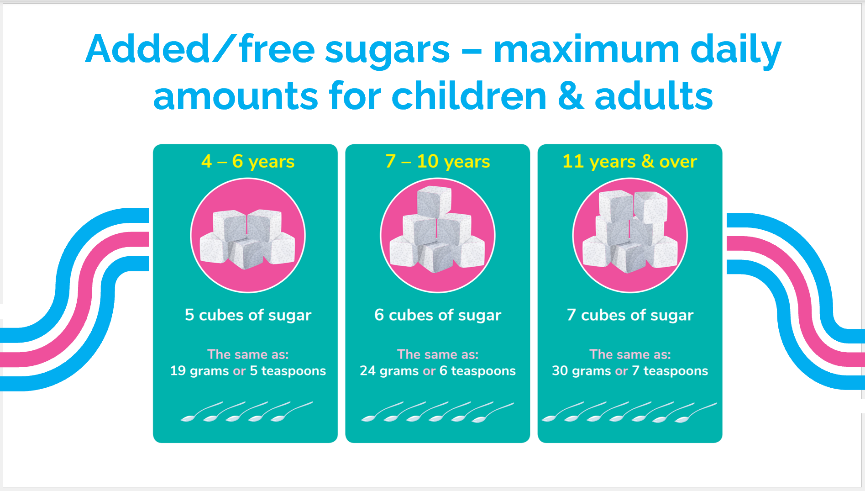 Added/free sugars – maximum daily
amounts for children & adults
4 – 6 years
5 cubes of sugar
The same as:
19 grams or 5 teaspoons
7 – 10 years
6 cubes of sugar
The same as:
24 grams or 6 teaspoons
11 years & over
7 cubes of sugar
The same as:
30 grams or 7 teaspoons